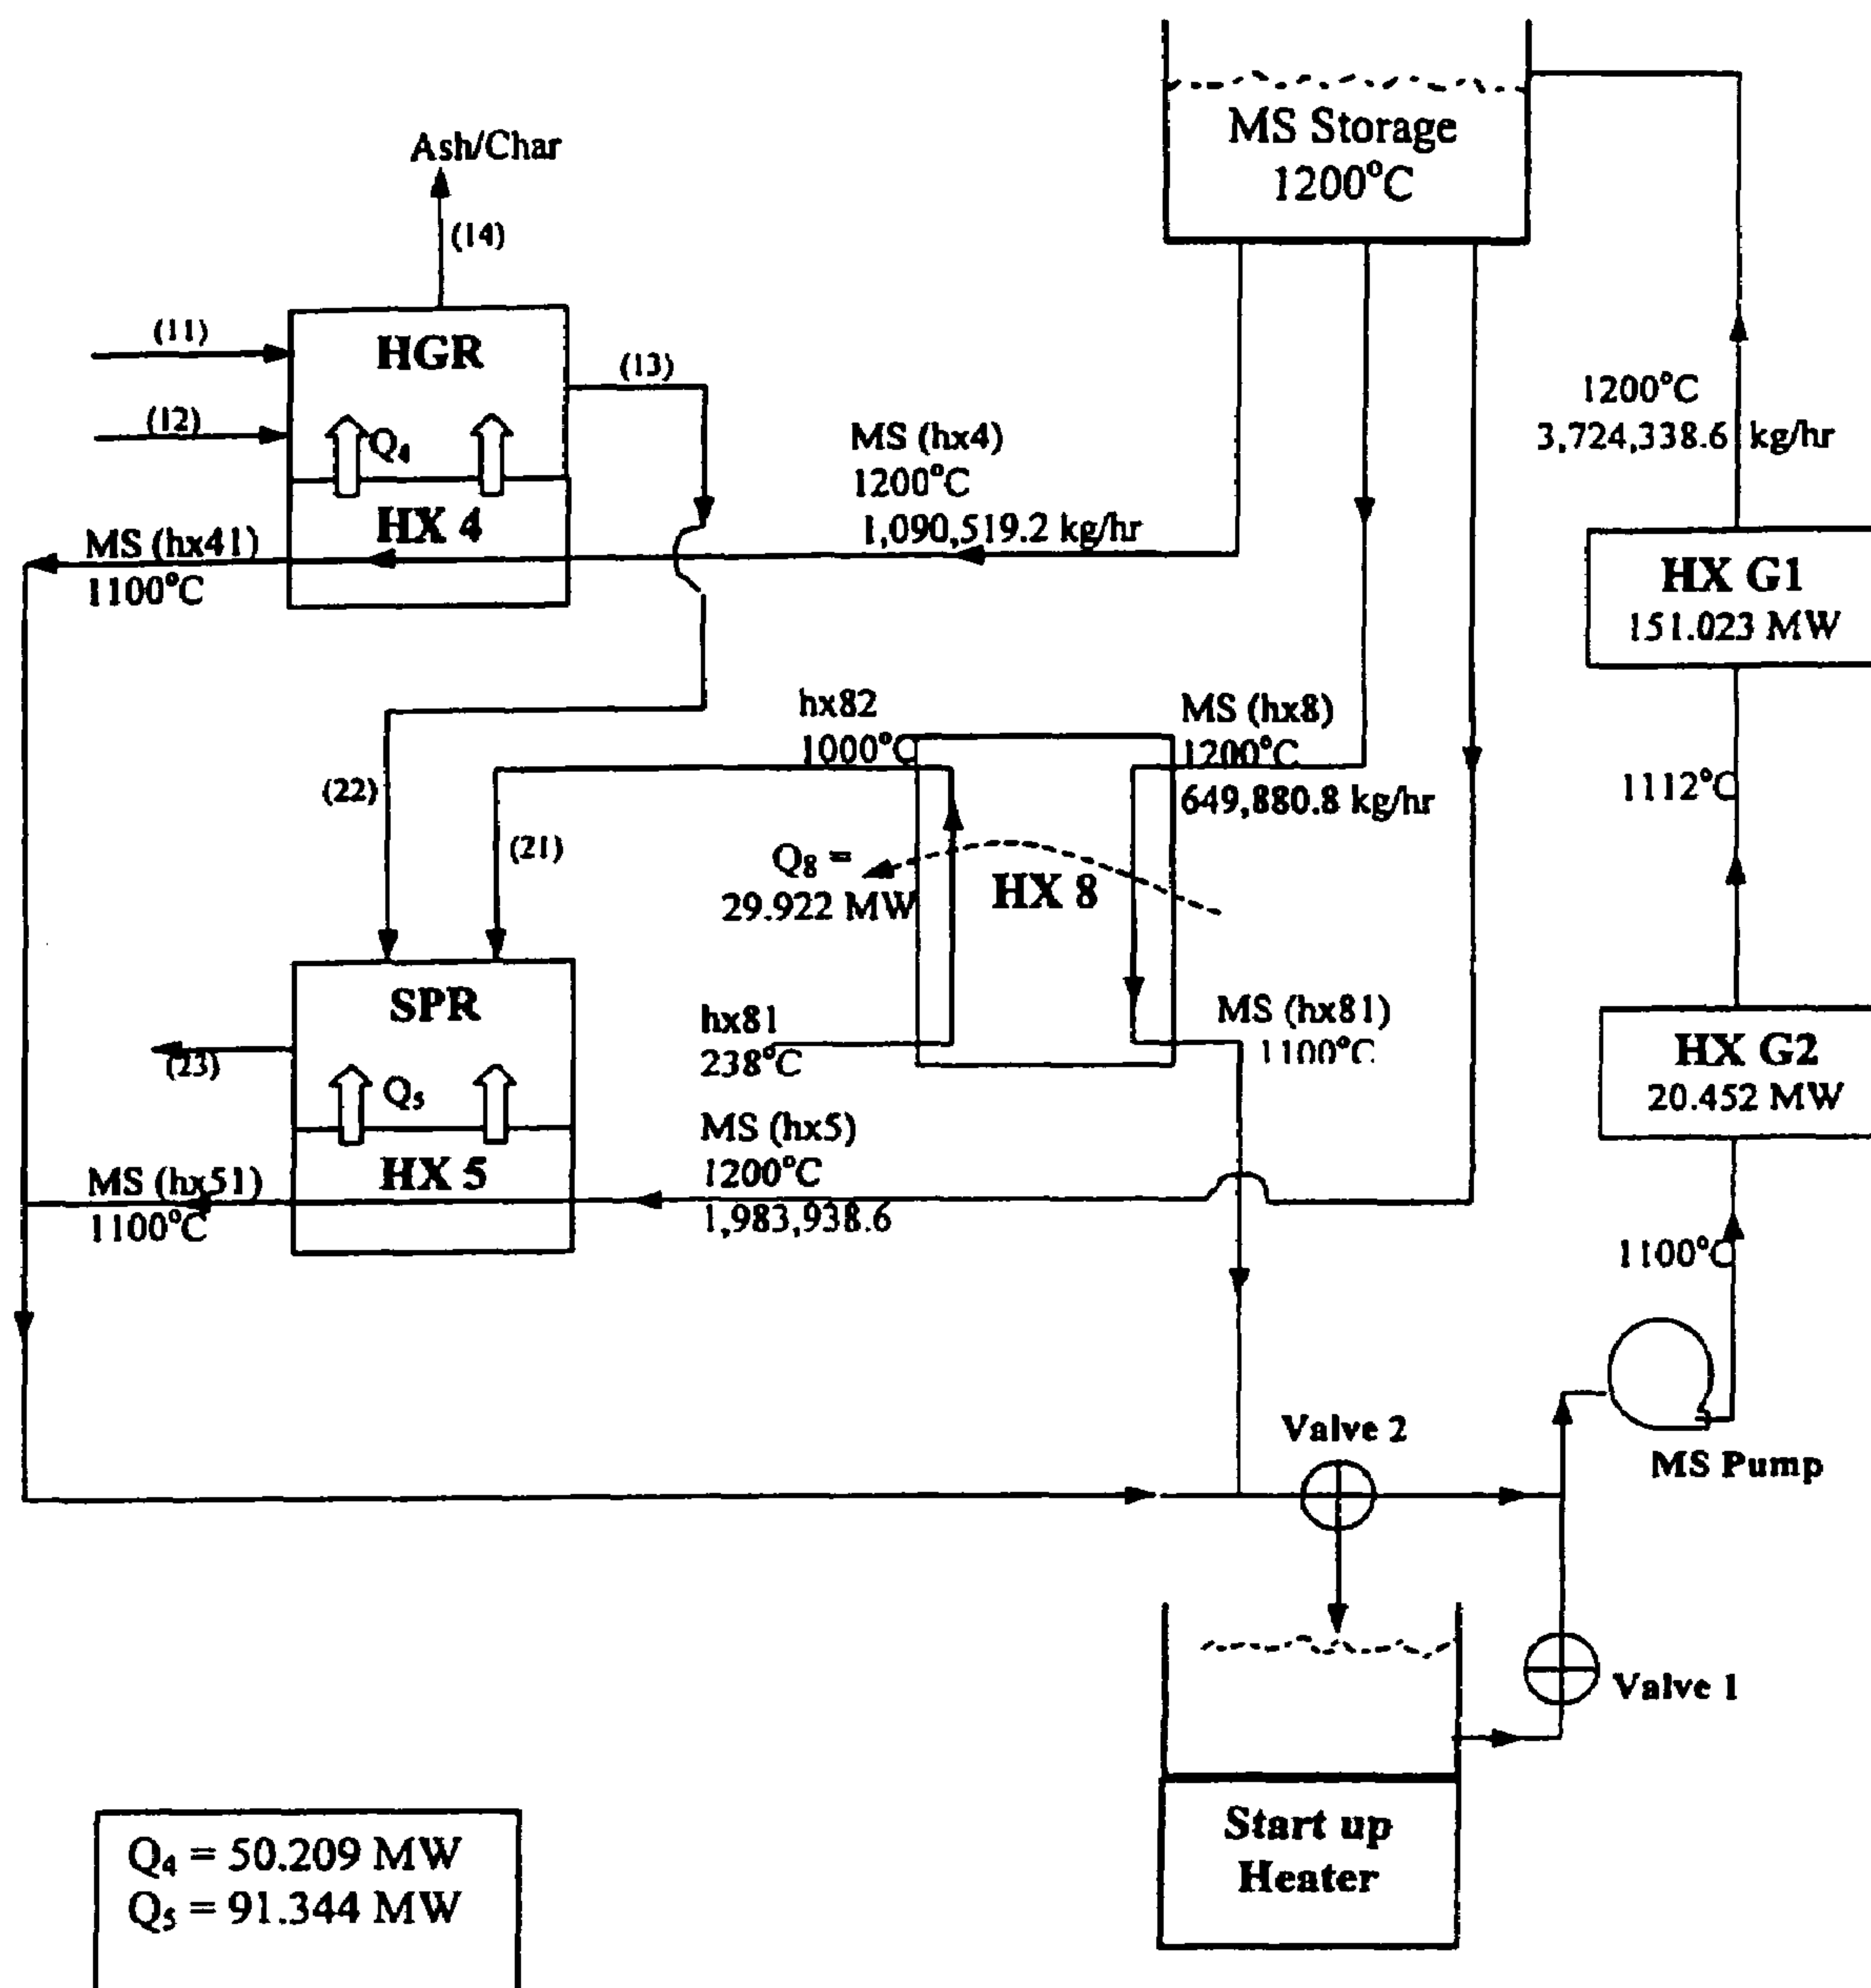 MS Storage
1200°C
Ash/Char
(14)
(11)
HGR
(13)
(12)
Q₄
1200°C
3,724,338.6 kg/hr
MS (hx4)
1200°C
1,090,519.2 kg/hr
HX 4
MS (hx41)
1100°C
HX G1
151.023 MW
hx82
1000°C
MS (hx8)
1200°C
649,880.8 kg/hr
1112°C
(22)
(21)
Q₈ =
29.922 MW
HX 8
SPR
hx81
238°C
MS (hx81)
1100°C
HX G2
20.452 MW
(23)
Q₅
MS (hx5)
1200°C
1,983,938.6
HX 5
MS (hx51)
1100°C
1100°C
Valve 2
MS Pump
Valve 1
Start up
Heater
Q₄ = 50.209 MW
Q₅ = 91.344 MW